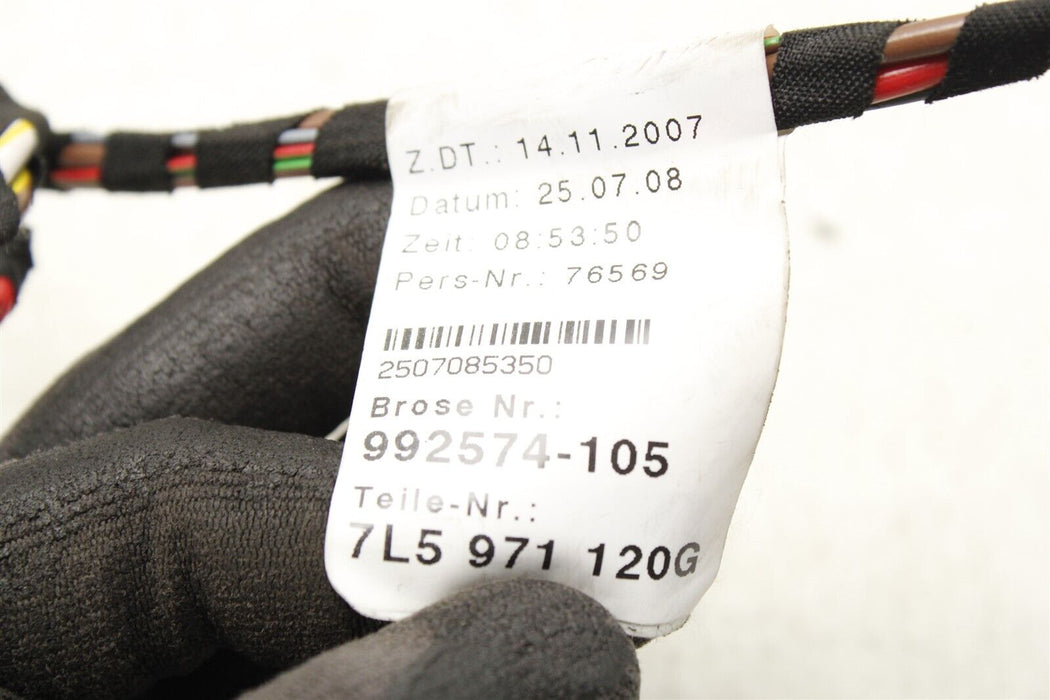 Z.DT.: 14.11.2007
Datum: 25.07.08
Zeit: 08:53:50
Pers-Nr.: 76569
2507085350
Brose Nr.:
992574-105
Teile-Nr.:
7L5 971 120G